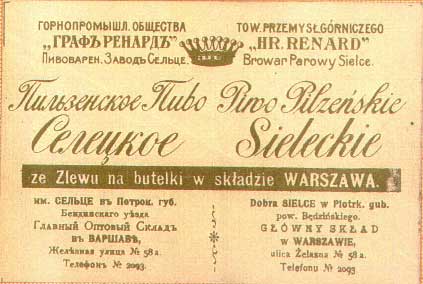 ГОРНОПРОМЫШЛ. ОБЩЕСТВА
„ГРАФЪ РЕНАРДЪ”
Пивоварен. Заводъ Сельце.
TOW. PRZEMYSŁ. GÓRNICZEGO
„HR. RENARD”
Browar Parowy Sielce.
Пильзенское Пиво
Селецкое
Piwo Pilzeńskie
Sieleckie
ze Zlewu na butelki w składzie WARSZAWA.
им. СЕЛЬЦЕ въ Петрок. губ.
Бендинскаго уѣзда
Главный Оптовый Складъ
въ ВАРШАВѢ,
Желѣзная улица № 58 а.
Телефонъ № 2093.
Dobra SIELCE w Piotrk. gub.
pow. Będzińskiego.
GŁÓWNY SKŁAD
w WARSZAWIE,
ulica Żelazna № 58 a.
Telefonu № 2093